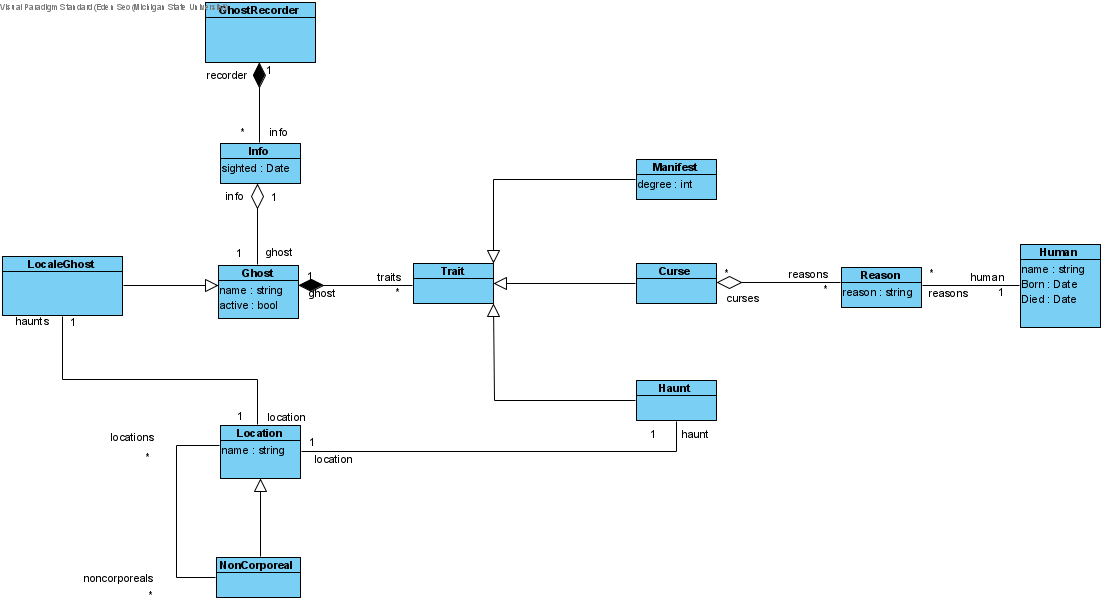 Visual Paradigm Standard (Eden Seo (Michigan State University))
GhostRecorder
recorder 1
* info
Info
sighted : Date
info 1
1 ghost
LocaleGhost
Ghost
name : string
active : bool
1
ghost
traits
*
Trait
Manifest
degree : int
Curse
*
curses
reasons
*
Reason
reason : string
*
reasons
human
1
Human
name : string
Born : Date
Died : Date
haunts 1
Haunt
1 haunt
1 location
Location
name : string
1
location
locations
*
NonCorporeal
noncorporeals
*